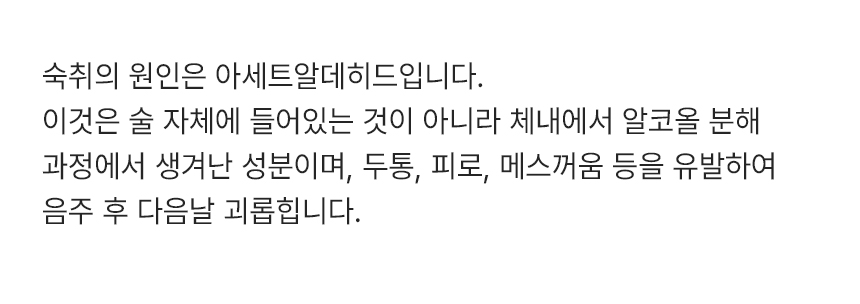 숙취의 원인은 아세트알데히드입니다.
이것은 술 자체에 들어있는 것이 아니라 체내에서 알코올 분해
과정에서 생겨난 성분이며, 두통, 피로, 메스꺼움 등을 유발하여
음주 후 다음날 괴롭힙니다.